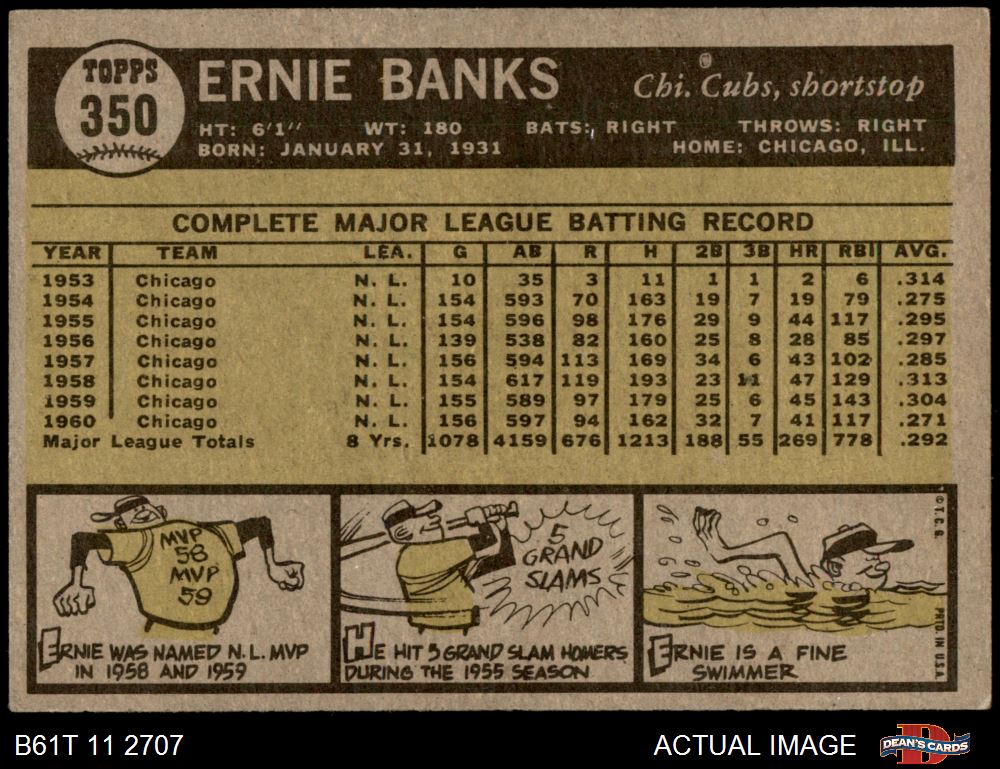 TOPPS
350
ERNIE BANKS
Chi. Cubs, shortstop
HT: 6'1" WT: 180 BATS: RIGHT THROWS: RIGHT
BORN: JANUARY 31, 1931 HOME: CHICAGO, ILL.
COMPLETE MAJOR LEAGUE BATTING RECORD
YEAR TEAM LEA. G AB R H 2B 3B HR RBI AVG.
1953 Chicago N. L. 10 35 3 11 1 1 2 6 .314
1954 Chicago N. L. 154 593 70 163 19 7 19 79 .275
1955 Chicago N. L. 154 596 98 176 29 9 44 117 .295
1956 Chicago N. L. 139 538 82 160 25 8 28 85 .297
1957 Chicago N. L. 156 594 113 169 34 6 43 102 .285
1958 Chicago N. L. 154 617 119 193 23 11 47 129 .313
1959 Chicago N. L. 155 589 97 179 25 6 45 143 .304
1960 Chicago N. L. 156 597 94 162 32 7 41 117 .271
Major League Totals 8 Yrs. 1078 4159 676 1213 188 55 269 778 .292
MVP
58
MVP
59
ERNIE WAS NAMED N.L. MVP
IN 1958 AND 1959
5
GRAND
SLAMS
HE HIT 5 GRAND SLAM HOMERS
DURING THE 1955 SEASON
ERNIE IS A FINE
SWIMMER
© T.C.G. PRTD. IN U.S.A.
B61T 11 2707
ACTUAL IMAGE
DEAN'S CARDS